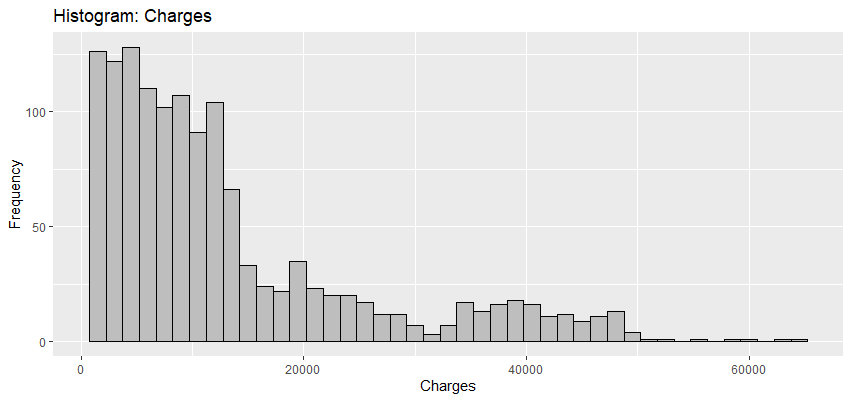 Histogram: Charges
Frequency
100
50
0
0 20000 40000 60000
Charges